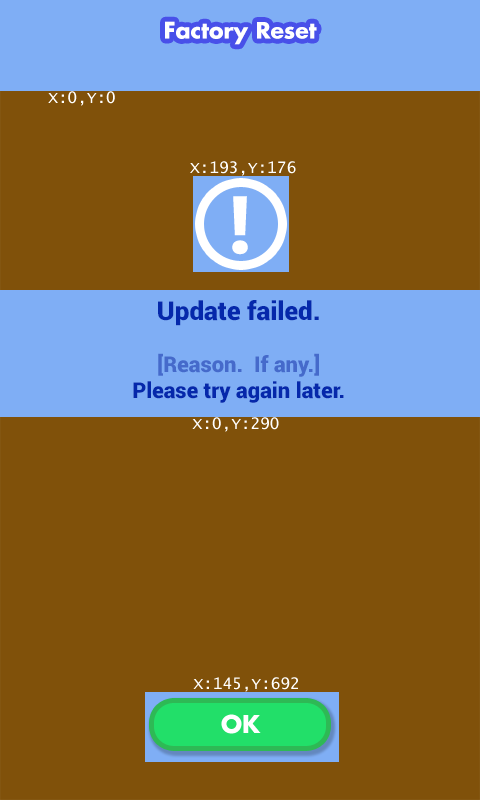 Factory Reset
X:0,Y:0
X:193,Y:176
Update failed.
[Reason.  If any.]
Please try again later.
X:0,Y:290
X:145,Y:692
OK